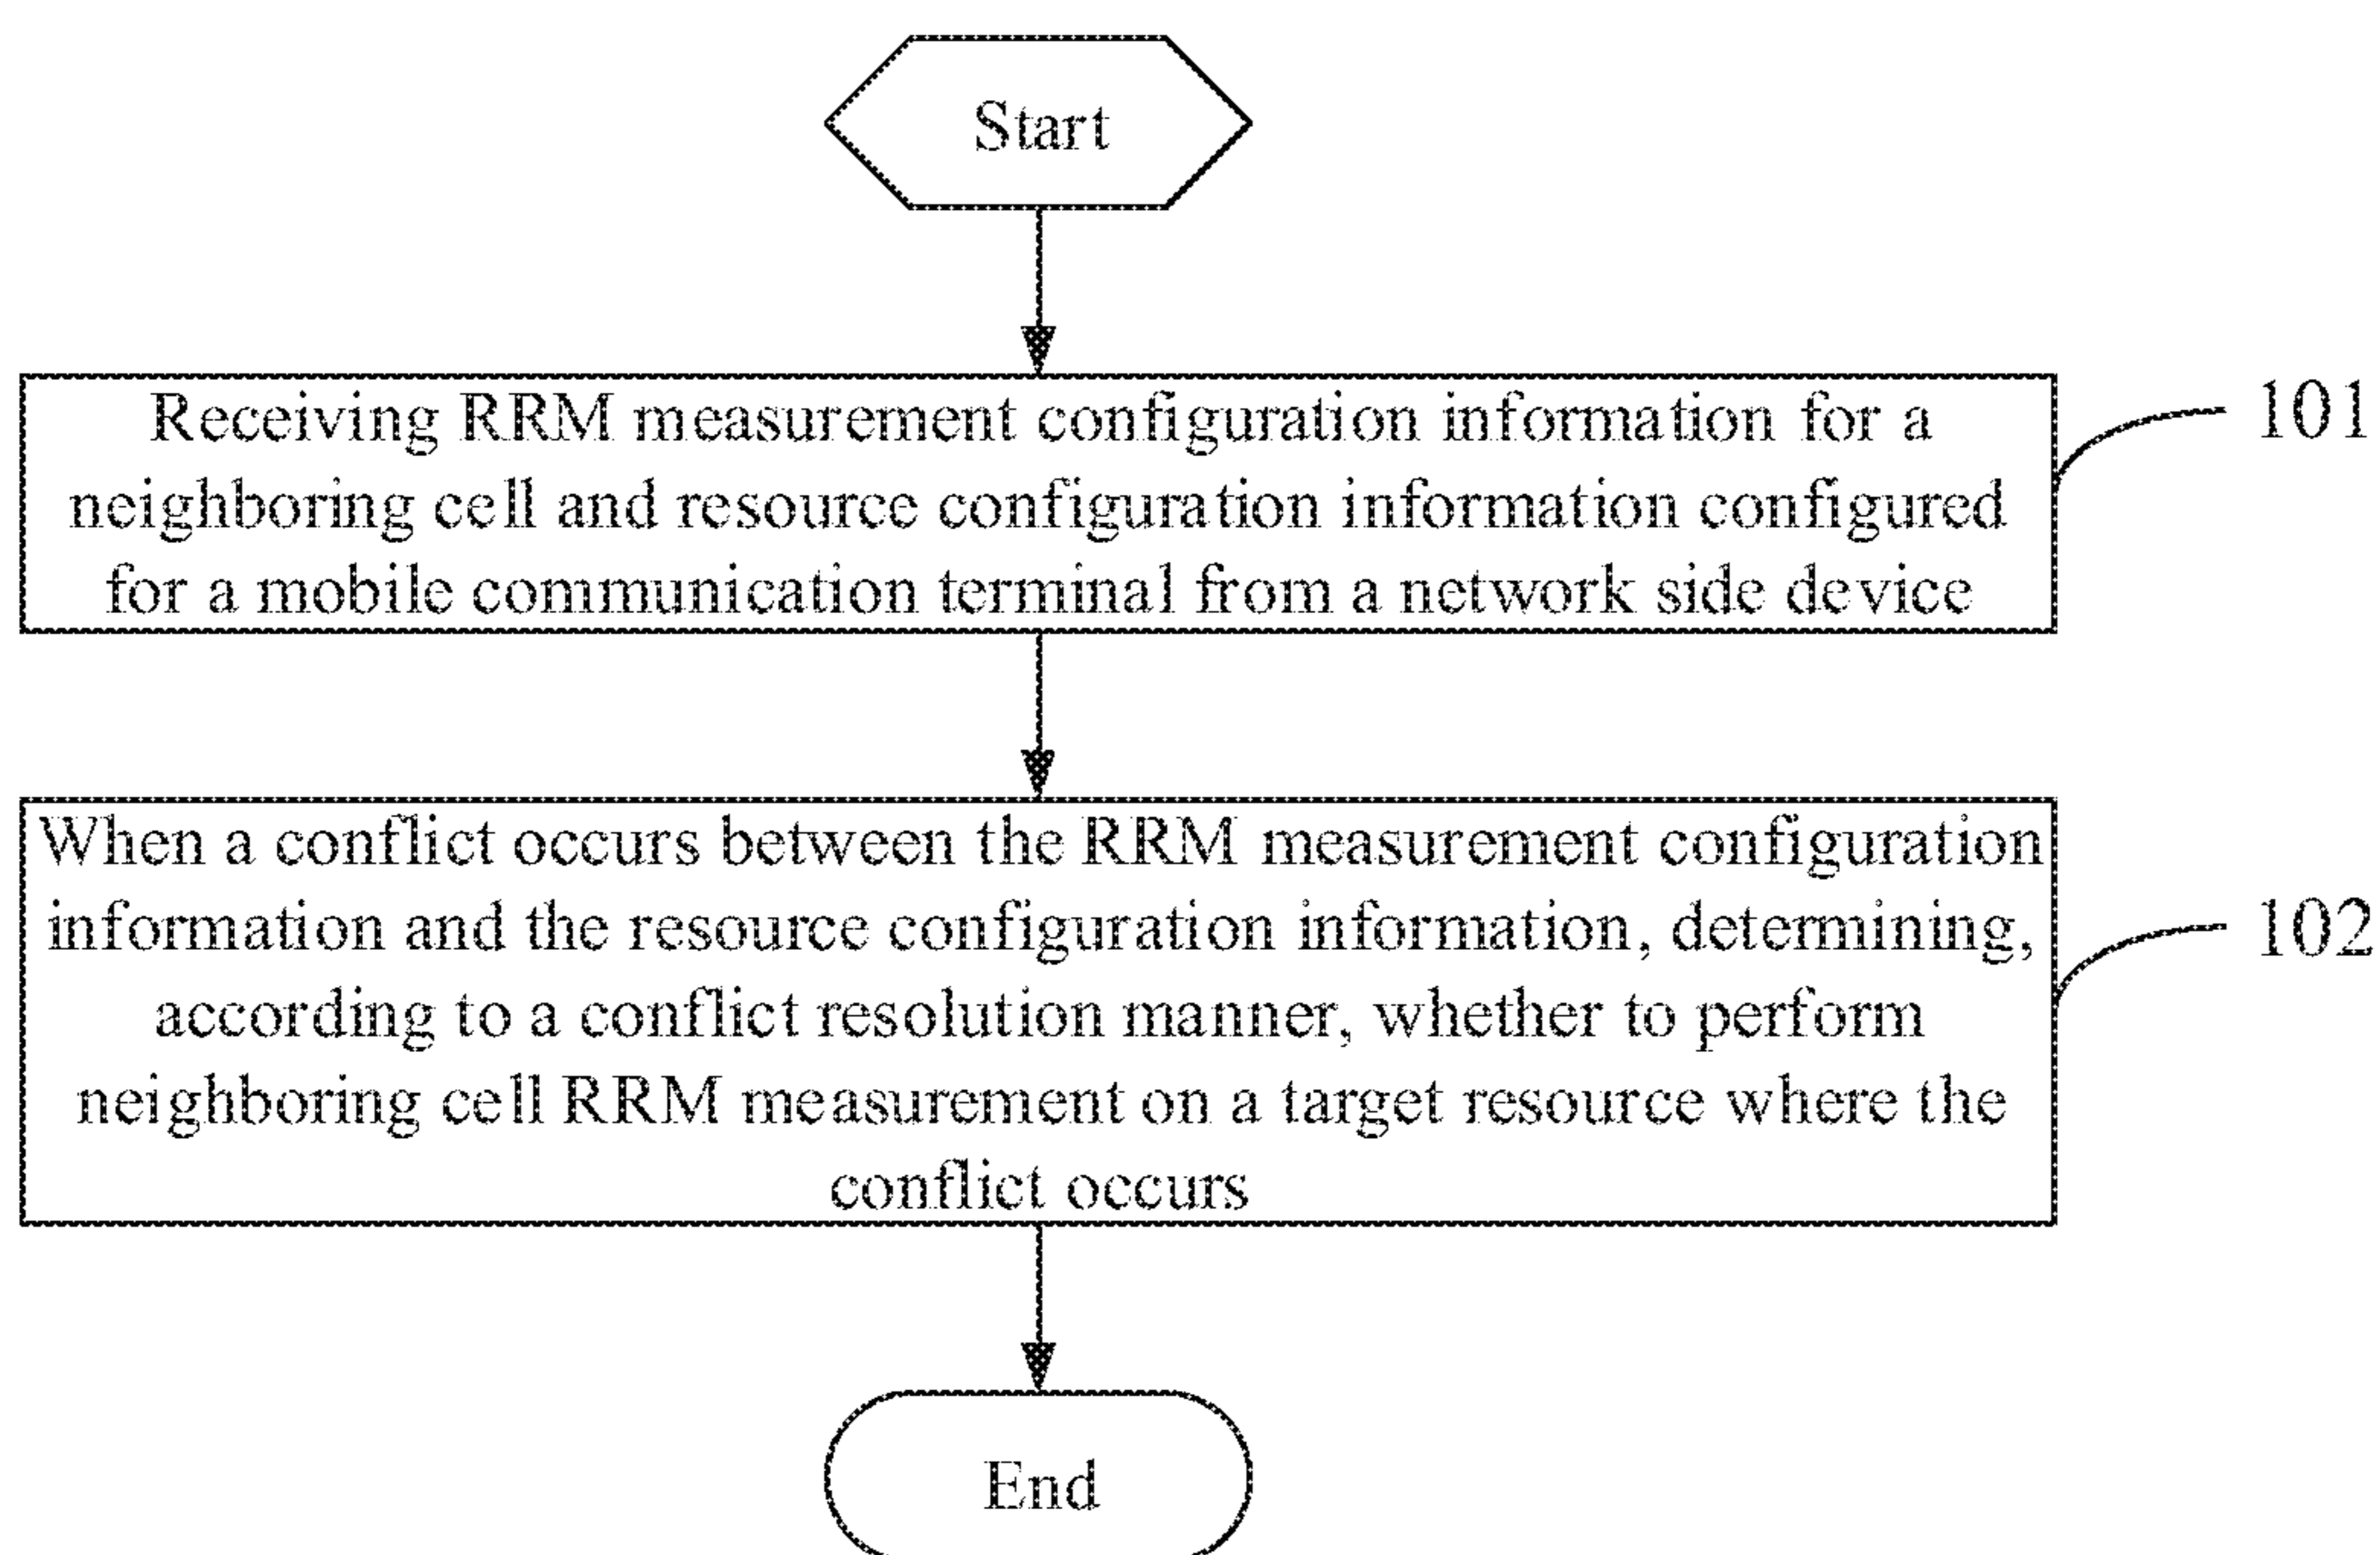 Start
Receiving RRM measurement configuration information for a
neighboring cell and resource configuration information configured
for a mobile communication terminal from a network side device
101
When a conflict occurs between the RRM measurement configuration
information and the resource configuration information, determining,
according to a conflict resolution manner, whether to perform
neighboring cell RRM measurement on a target resource where the
conflict occurs
102
End